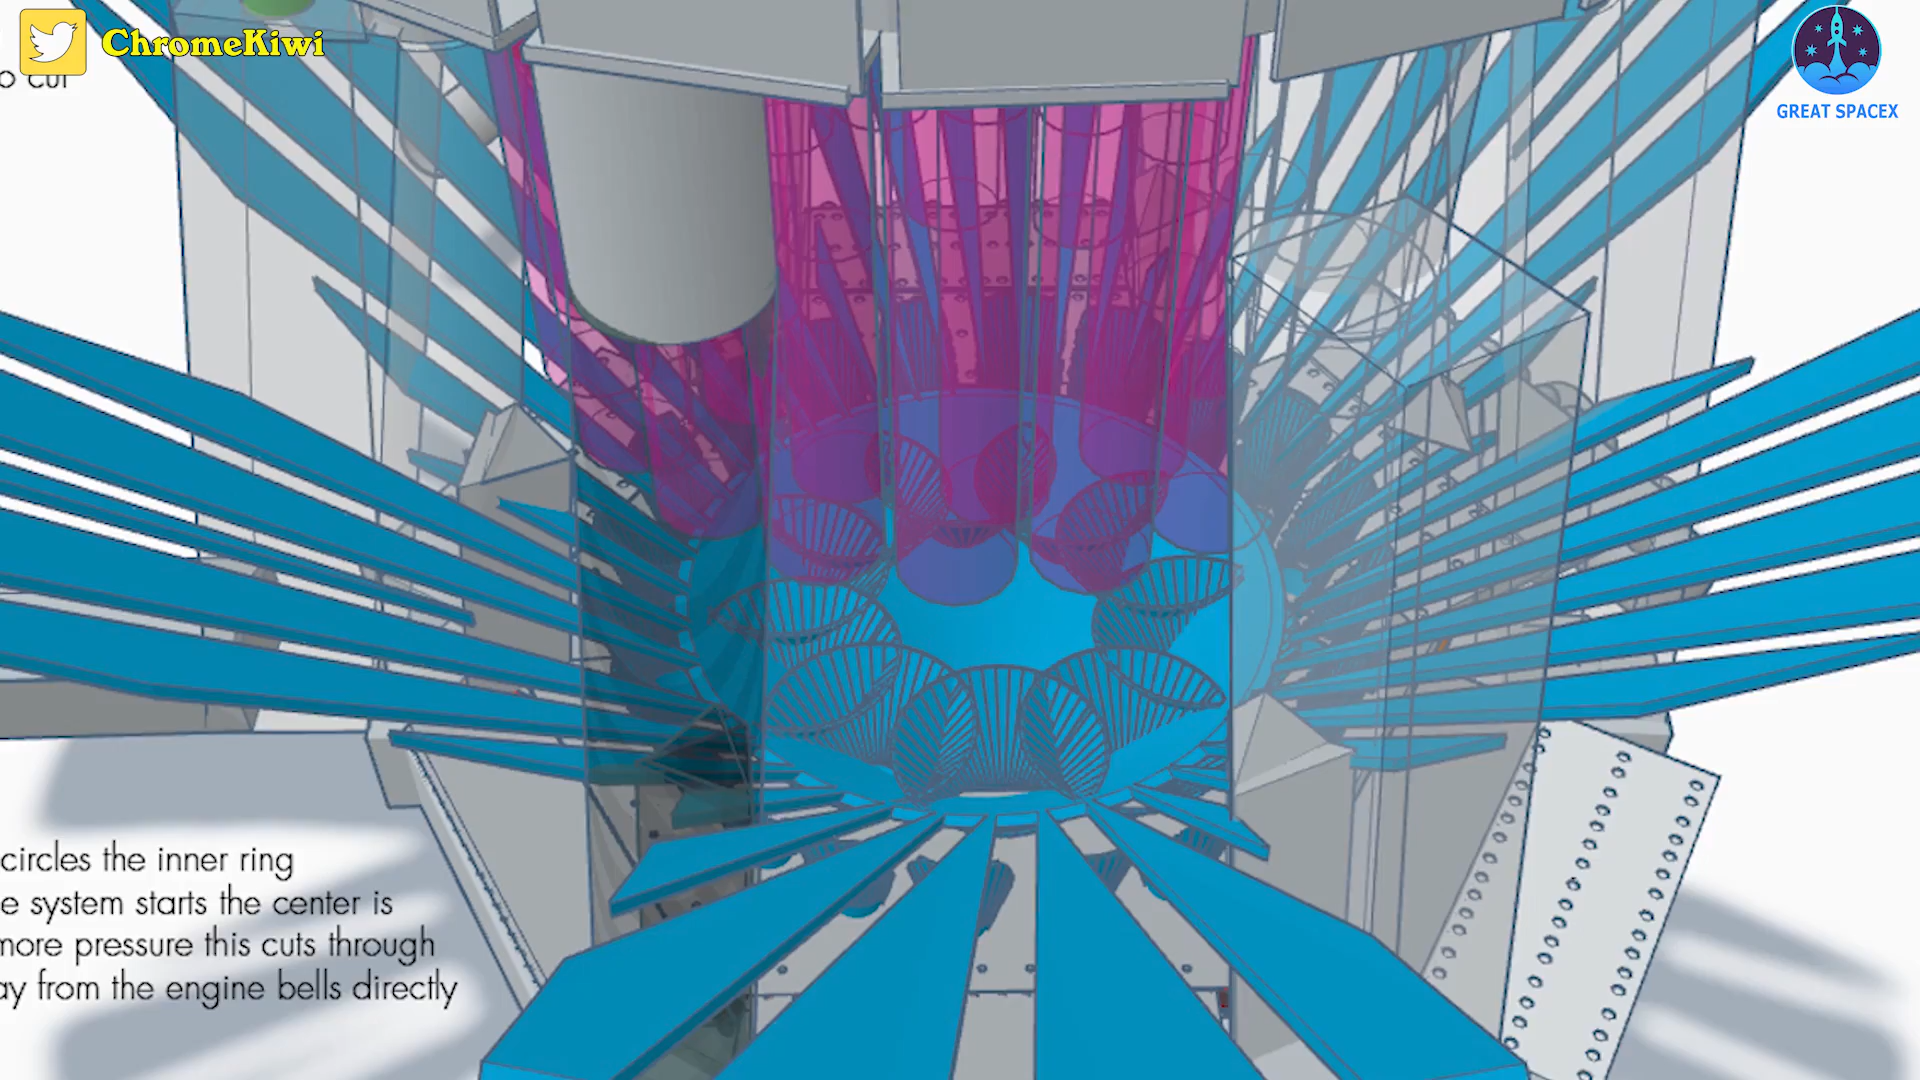 ChromeKiwi
GREAT SPACEX
O CUT
circles the inner ring
e system starts the center is
more pressure this cuts through
ay from the engine bells directly